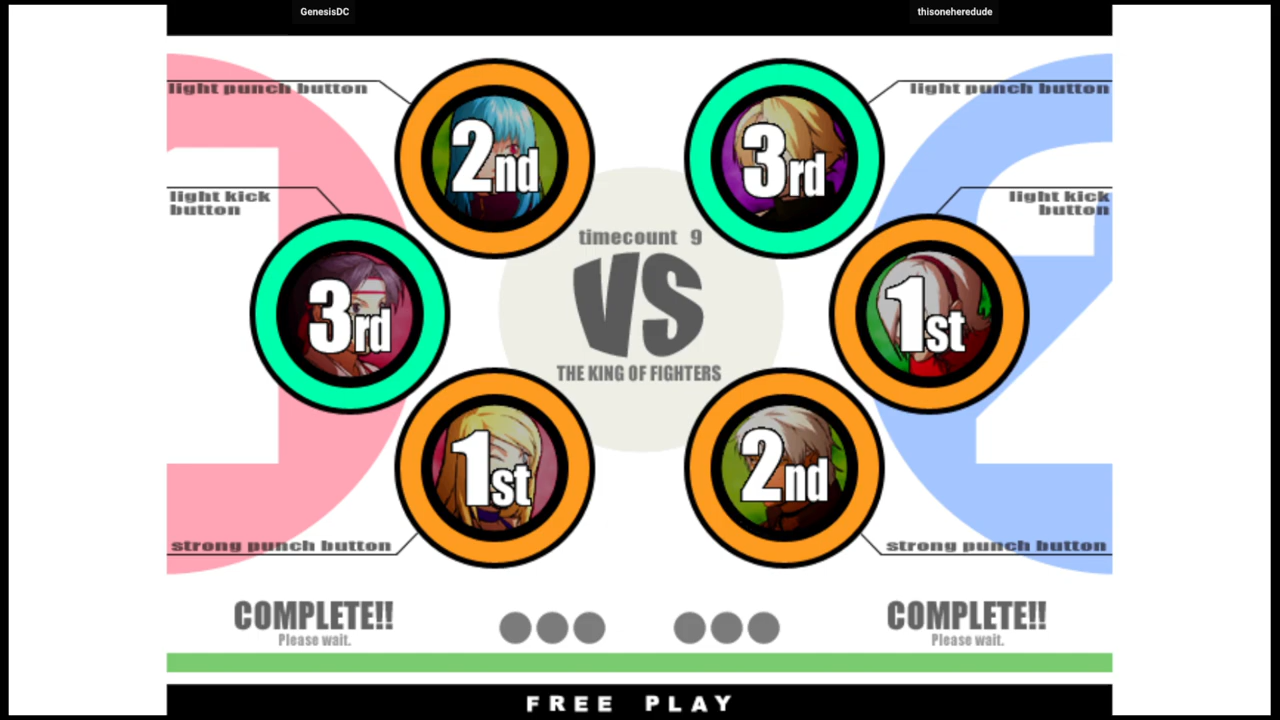 GenesisDC
thisoneheredude
light punch button
2nd
3rd
light punch button
light kick
button
light kick
button
timecount 9
VS
THE KING OF FIGHTERS
3rd
1st
1st
2nd
strong punch button
strong punch button
COMPLETE!!
Please wait.
COMPLETE!!
Please wait.
FREE PLAY